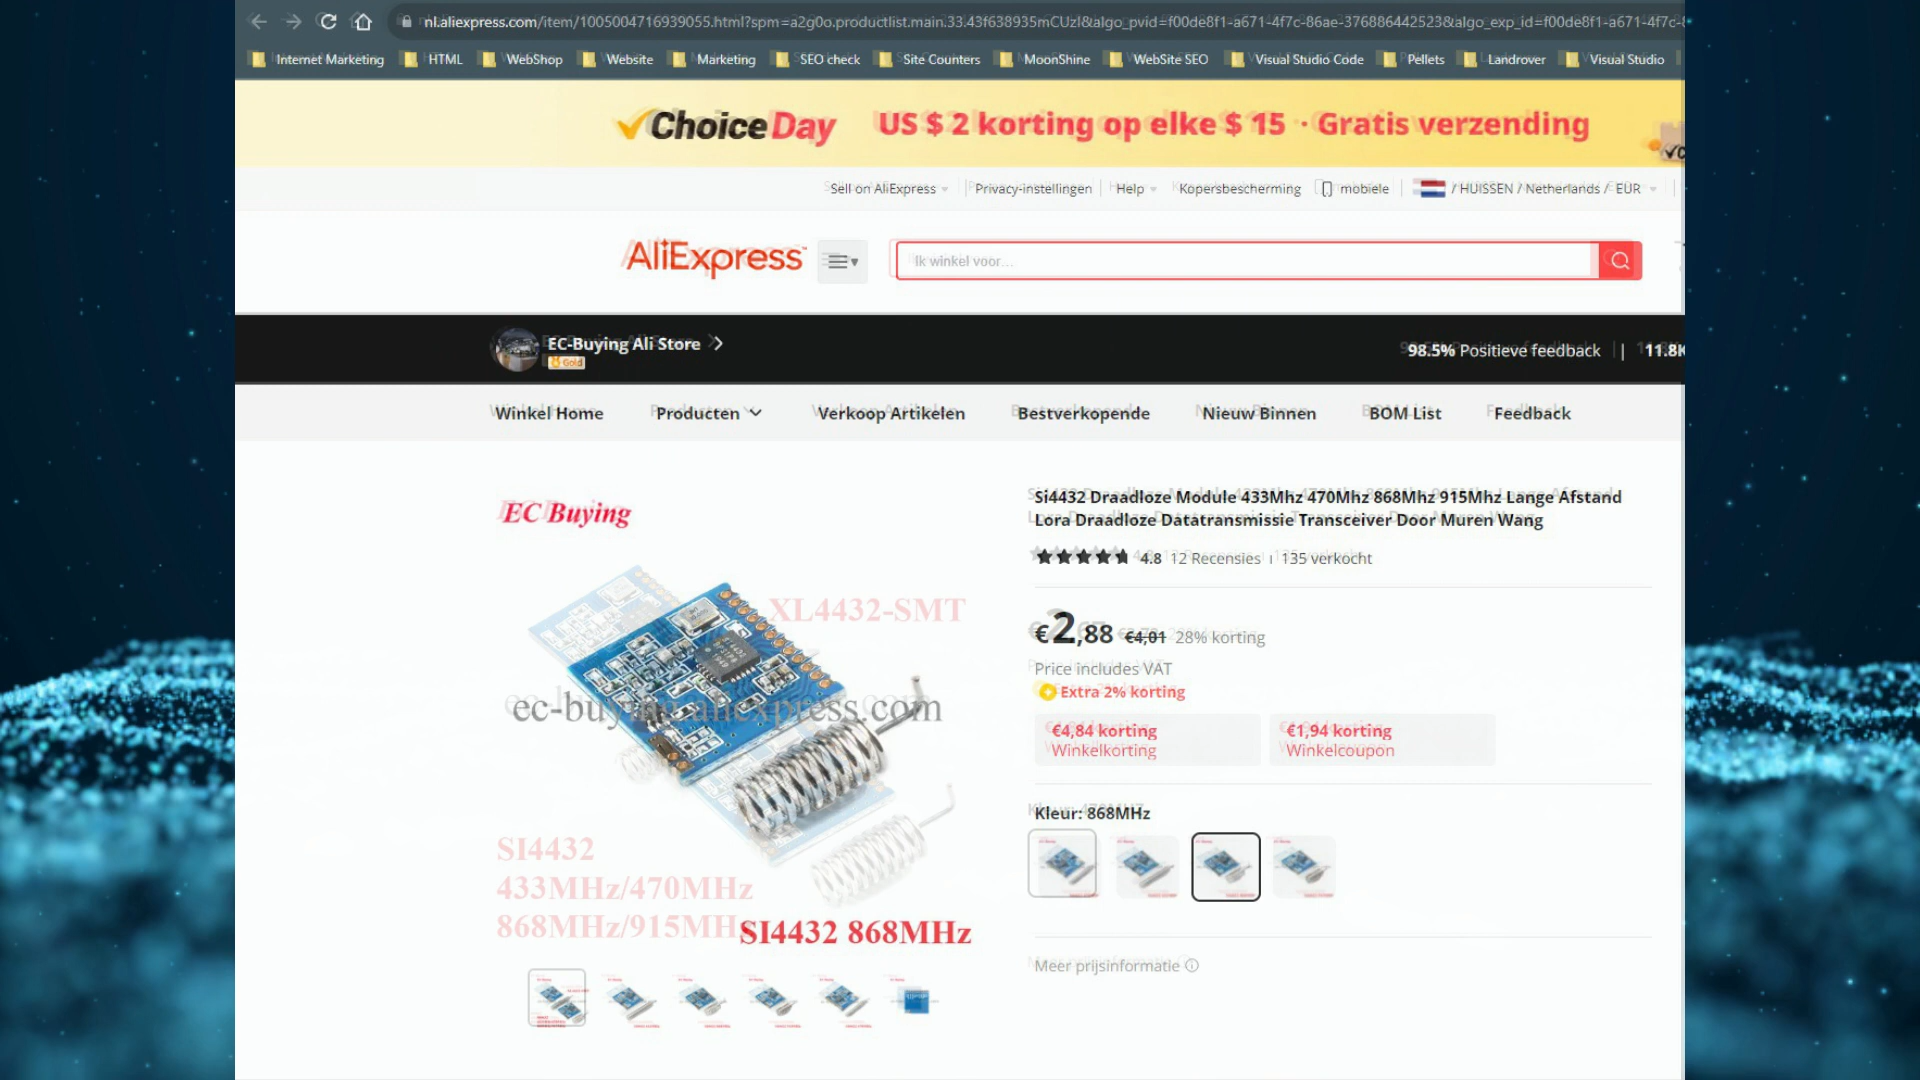 nl.aliexpress.com/item/1005004716939055.html?spm=a2g0o.productlist.main.33.43f638935mCUzl&algo_pvid=f00de8f1-a671-4f7c-86ae-376886442523&algo_exp_id=f00de8f1-a671-4f7c-8
Internet Marketing HTML WebShop Website Marketing SEO check Site Counters MoonShine WebSite SEO Visual Studio Code Pellets Landrover Visual Studio
Choice Day US $ 2 korting op elke $ 15 · Gratis verzending
Sell on AliExpress Privacy-instellingen Help Kopersbescherming mobiele / HUISSEN / Netherlands / EUR
AliExpress
Ik winkel voor...
EC-Buying Ali Store
Gold
98.5% Positieve feedback | 11.8K
Winkel Home Producten Verkoop Artikelen Bestverkopende Nieuw Binnen BOM List Feedback
EC Buying
XL4432-SMT
ec-buying.aliexpress.com
SI4432
433MHz/470MHz
868MHz/915MHz
SI4432 868MHz
Si4432 Draadloze Module 433Mhz 470Mhz 868Mhz 915Mhz Lange Afstand
Lora Draadloze Datatransmissie Transceiver Door Muren Wang
4.8 12 Recensies 135 verkocht
€2,88 €4,01 28% korting
Price includes VAT
Extra 2% korting
€4,84 korting
Winkelkorting
€1,94 korting
Winkelcoupon
Kleur: 868MHz
Meer prijsinformatie